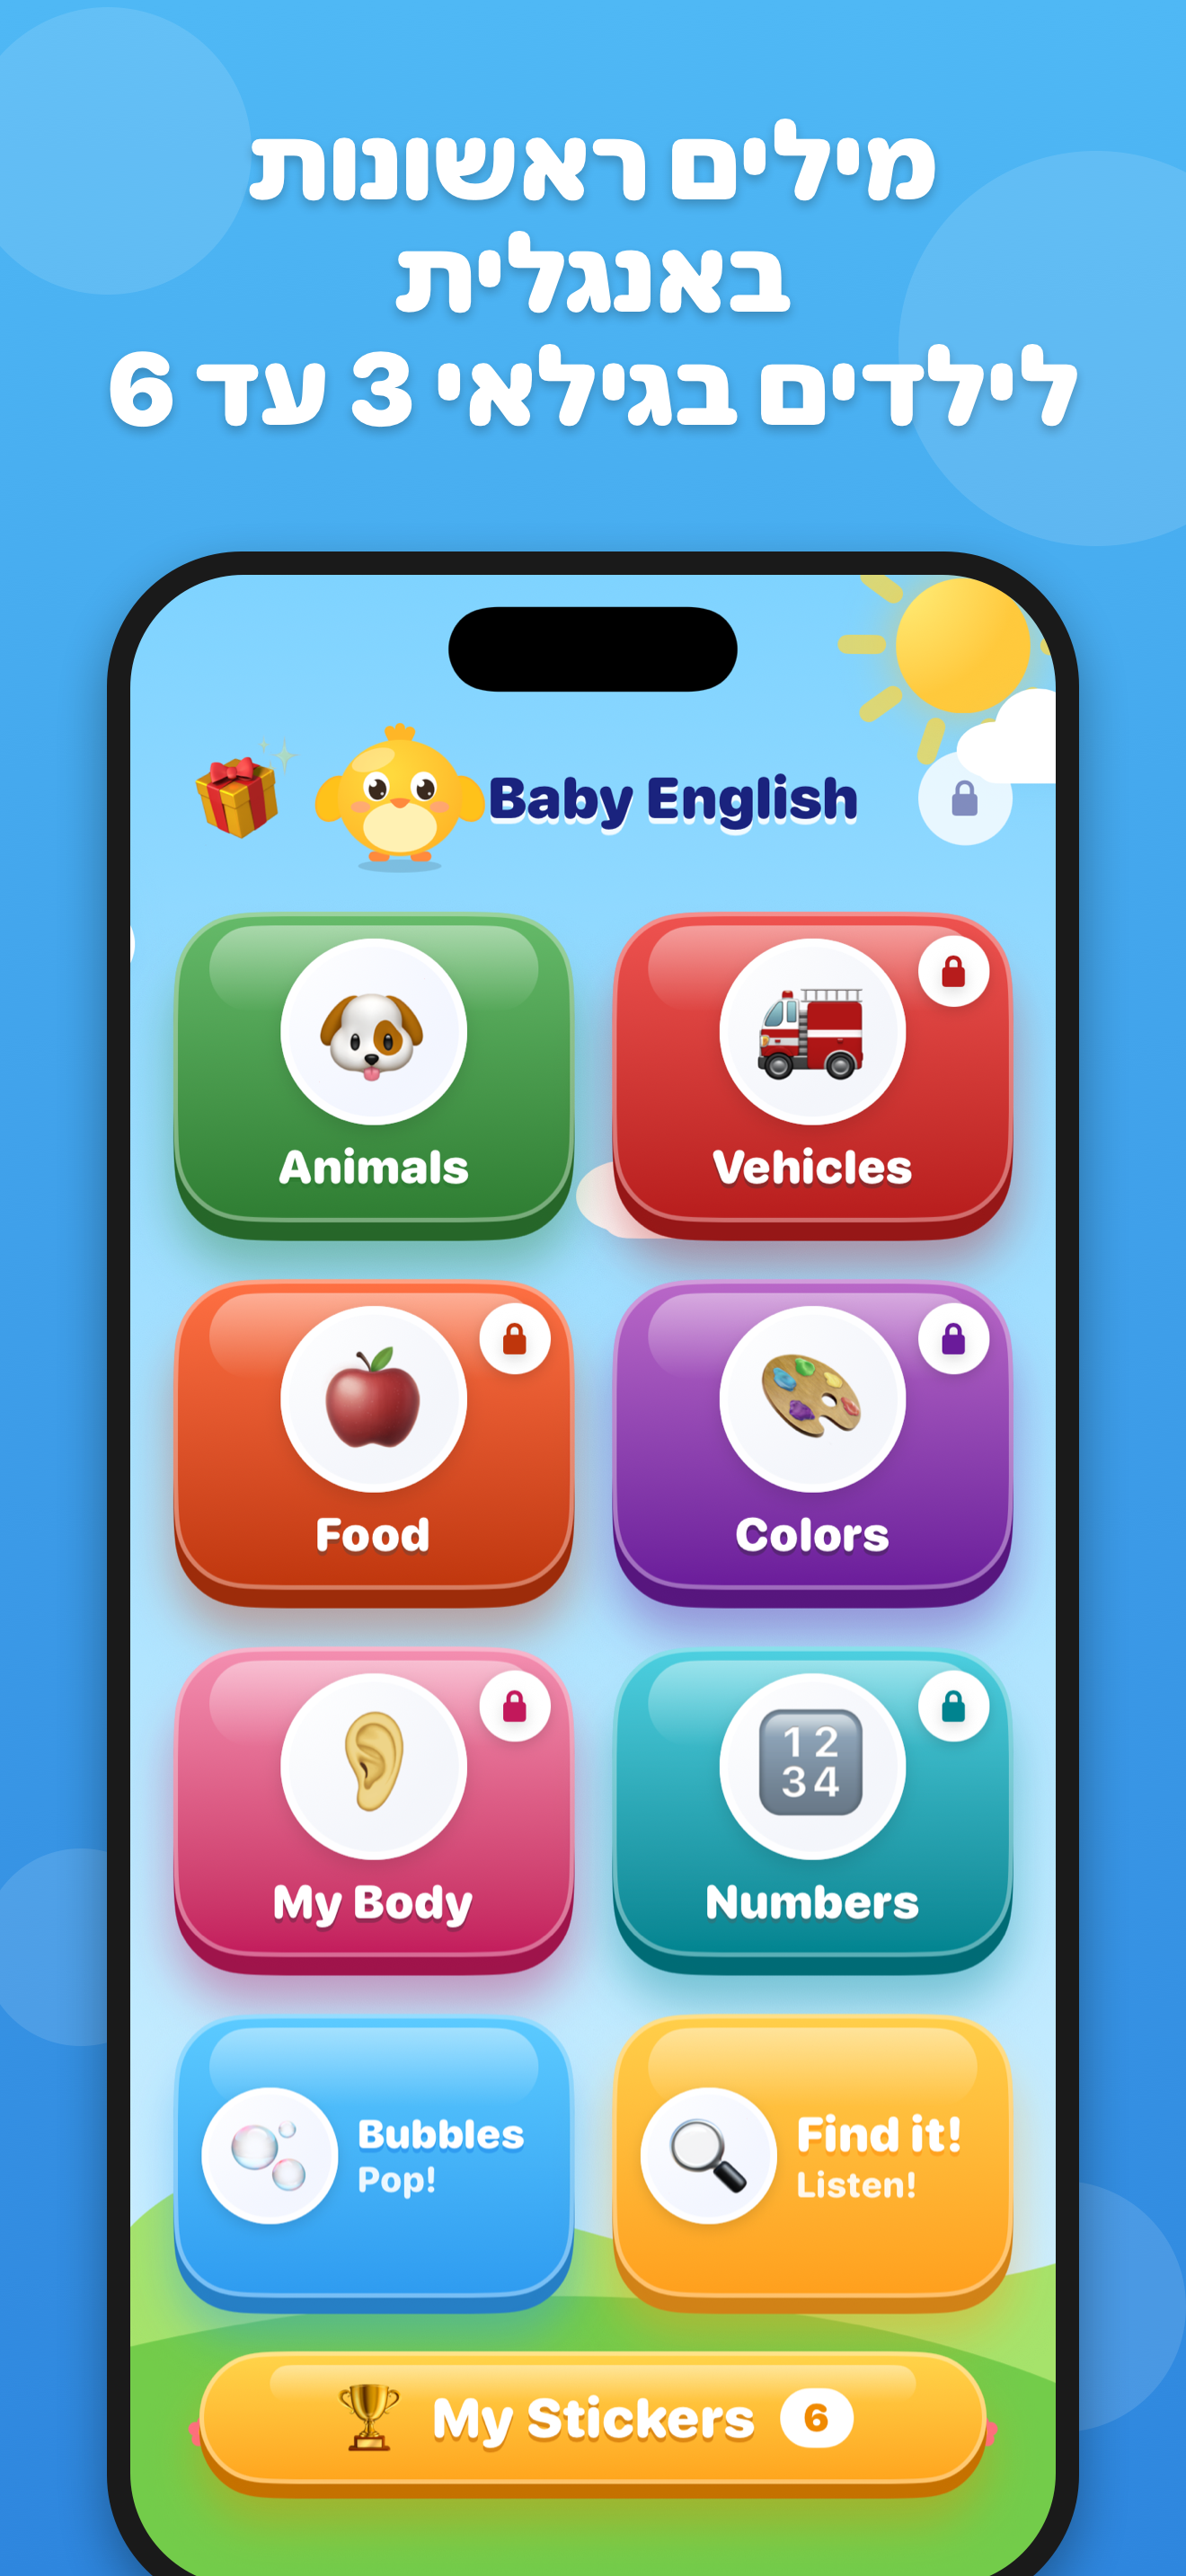 מילים ראשונות
באנגלית
לילדים בגילאי 3 עד 6
Baby English
Animals
Vehicles
Food
Colors
My Body
1 2
3 4
Numbers
Bubbles
Pop!
Find it!
Listen!
My Stickers 6